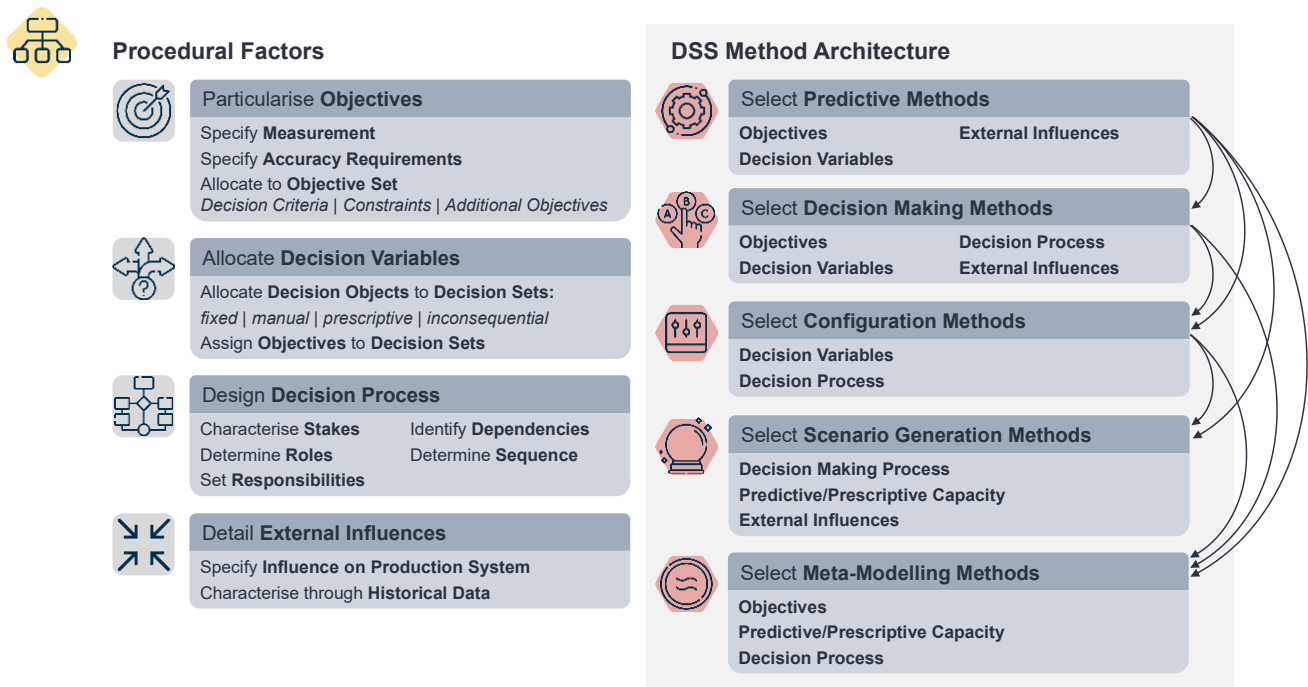 Procedural Factors
Particularise Objectives
Specify Measurement
Specify Accuracy Requirements
Allocate to Objective Set
Decision Criteria | Constraints | Additional Objectives
Allocate Decision Variables
Allocate Decision Objects to Decision Sets:
fixed | manual | prescriptive | inconsequential
Assign Objectives to Decision Sets
?
Design Decision Process
Characterise Stakes
Identify Dependencies
Determine Roles
Determine Sequence
Set Responsibilities
Detail External Influences
Specify Influence on Production System
Characterise through Historical Data
DSS Method Architecture
Select Predictive Methods
Objectives
External Influences
Decision Variables
A B C
Select Decision Making Methods
Objectives
Decision Process
Decision Variables
External Influences
Select Configuration Methods
Decision Variables
Decision Process
Select Scenario Generation Methods
Decision Making Process
Predictive/Prescriptive Capacity
External Influences
Select Meta-Modelling Methods
Objectives
Predictive/Prescriptive Capacity
Decision Process